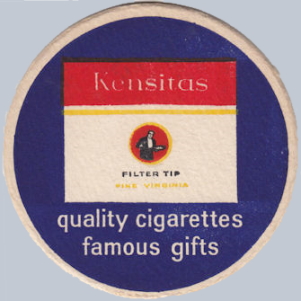 Kensitas
FILTER TIP
FINE VIRGINIA
quality cigarettes
famous gifts